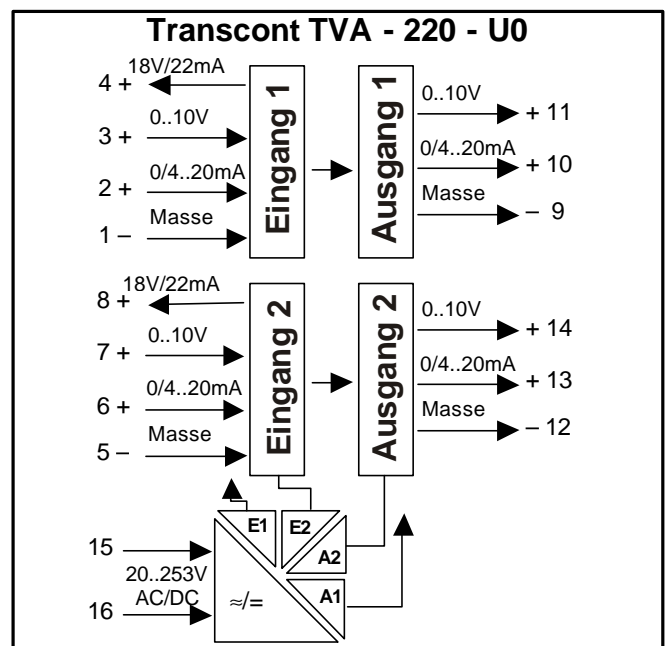 Transcont TVA - 220 - U0
4 +
18V/22mA
3 +
0..10V
2 +
0/4..20mA
1 –
Masse
Eingang 1
Ausgang 1
0..10V
+ 11
0/4..20mA
+ 10
Masse
– 9
8 +
18V/22mA
7 +
0..10V
6 +
0/4..20mA
5 –
Masse
Eingang 2
Ausgang 2
0..10V
+ 14
0/4..20mA
+ 13
Masse
– 12
E1
E2
A2
A1
15
20..253V
AC/DC
16
≈/=